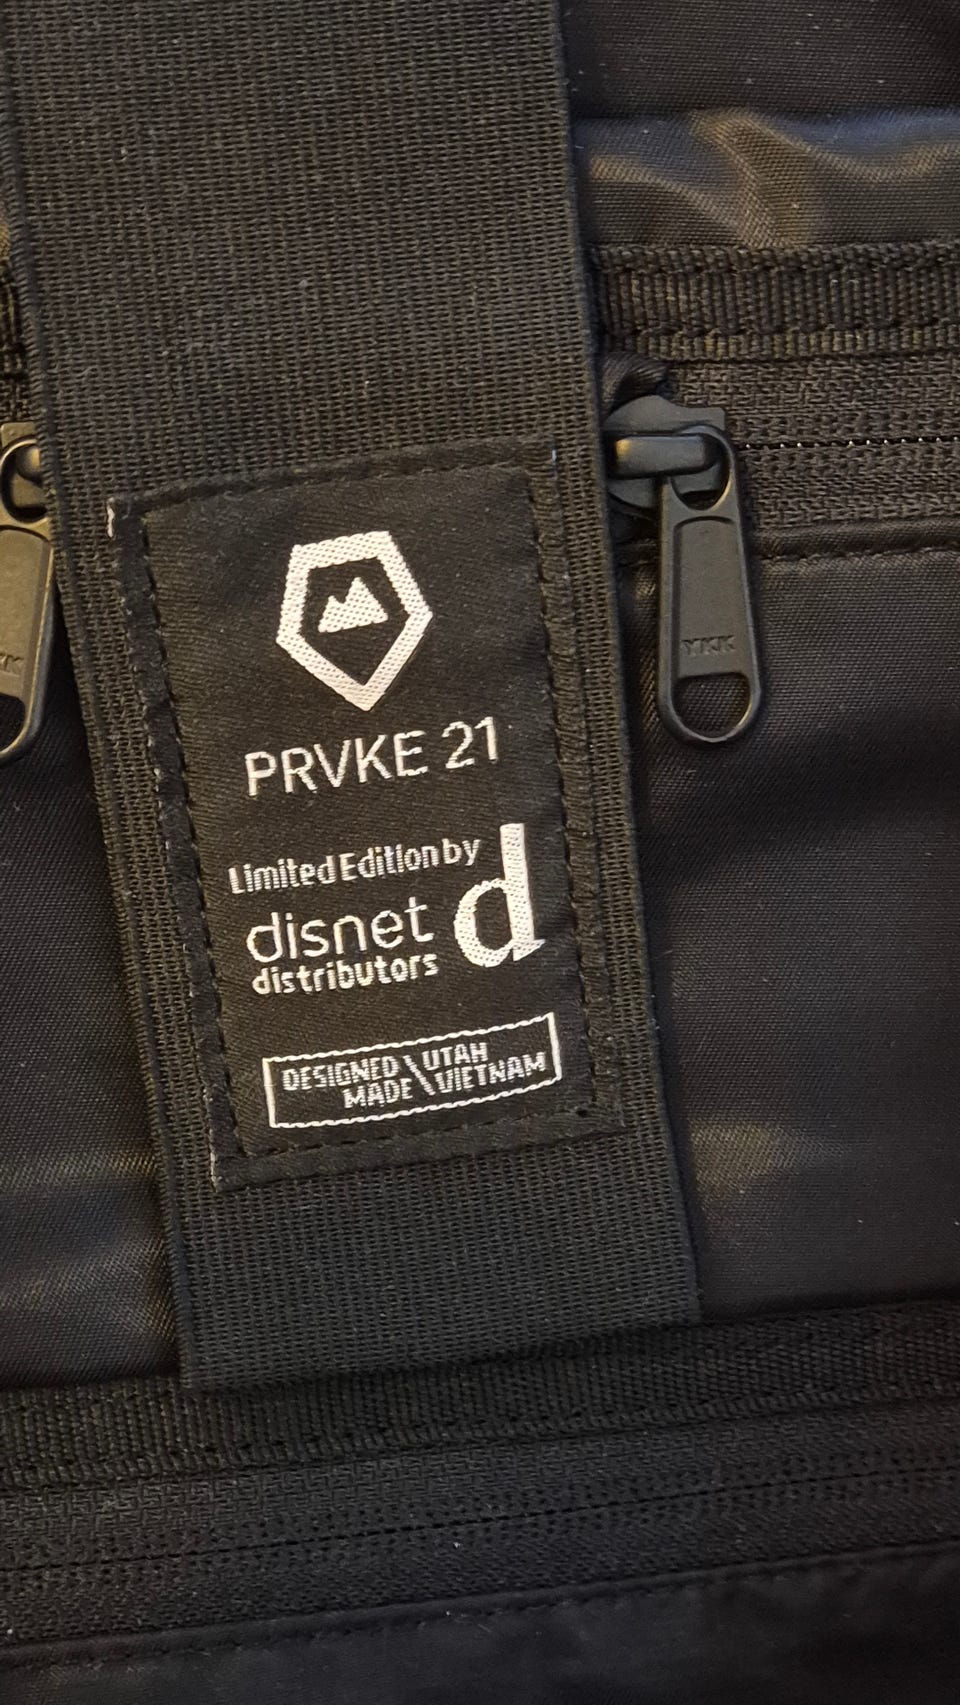 PRVKE 21
Limited Edition by
disnet d
distributors
DESIGNED \ UTAH
MADE \ VIETNAM
YKK